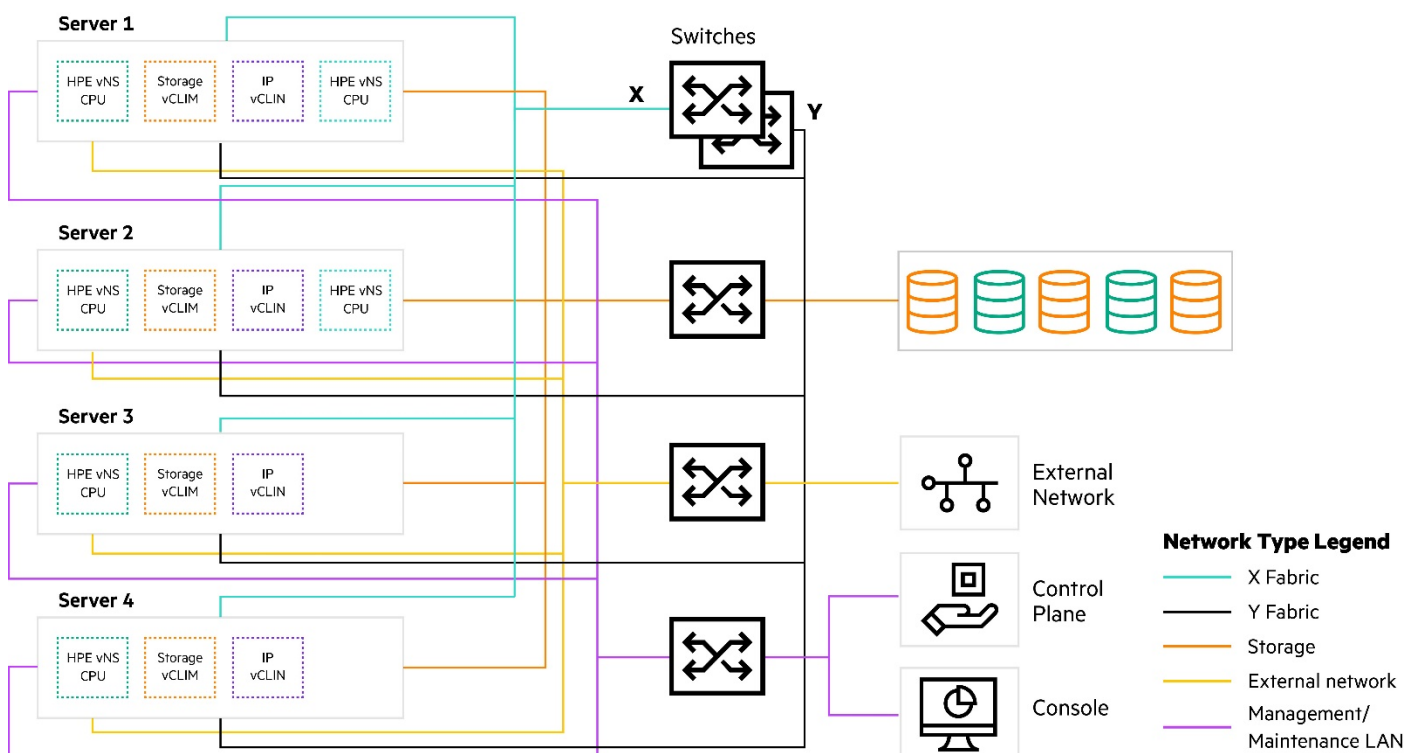 Server 1
HPE vNS
CPU
Storage
vCLIM
IP
vCLIN
HPE vNS
CPU
Switches
X
Y
Server 2
HPE vNS
CPU
Storage
vCLIM
IP
vCLIN
HPE vNS
CPU
Server 3
HPE vNS
CPU
Storage
vCLIM
IP
vCLIN
External
Network
Server 4
HPE vNS
CPU
Storage
vCLIM
IP
vCLIN
Control
Plane
Console
Network Type Legend
X Fabric
Y Fabric
Storage
External network
Management/
Maintenance LAN